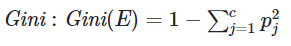 Gini : Gini(E) = 1 − ∑_{j=1}^{c} p_j^2